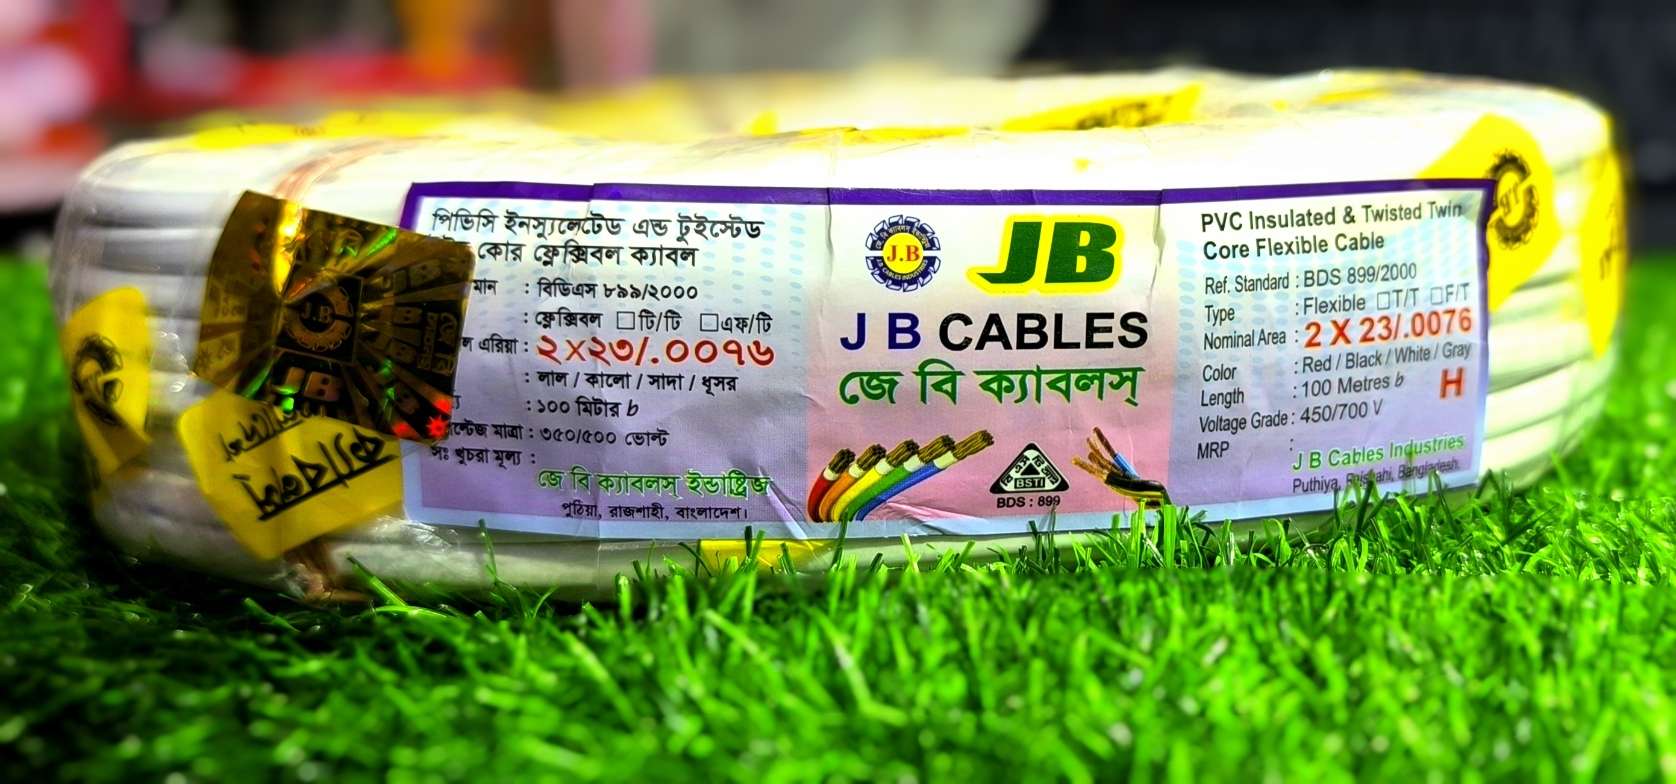 পিভিসি ইনস্যুলেটেড এন্ড টুইস্টেড
কোর ফ্লেক্সিবল ক্যাবল
মান : বিডিএস ৮৯৯/২০০০
: ফ্লেক্সিবল □টি/টি □এফ/টি
এরিয়া : ২x২৩/.০০৭৬
: লাল / কালো / সাদা / ধূসর
: ১০০ মিটার b
মাত্রা : ৩৫০/৫০০ ভোল্ট
খুচরা মূল্য :
জে বি ক্যাবলস্ ইন্ডাষ্ট্রিজ
পুঠিয়া, রাজশাহী, বাংলাদেশ।
J.B
JB
J B CABLES
জে বি ক্যাবলস্
BSTI
BDS : 899
PVC Insulated & Twisted Twin
Core Flexible Cable
Ref. Standard : BDS 899/2000
Type : Flexible □T/T □F/T
Nominal Area : 2 X 23/.0076
Color : Red / Black / White / Gray
Length : 100 Metres b H
Voltage Grade : 450/700 V
MRP :
J B Cables Industries
Puthiya, Rajshahi, Bangladesh.
J.B
JB
ক্যাবলস্